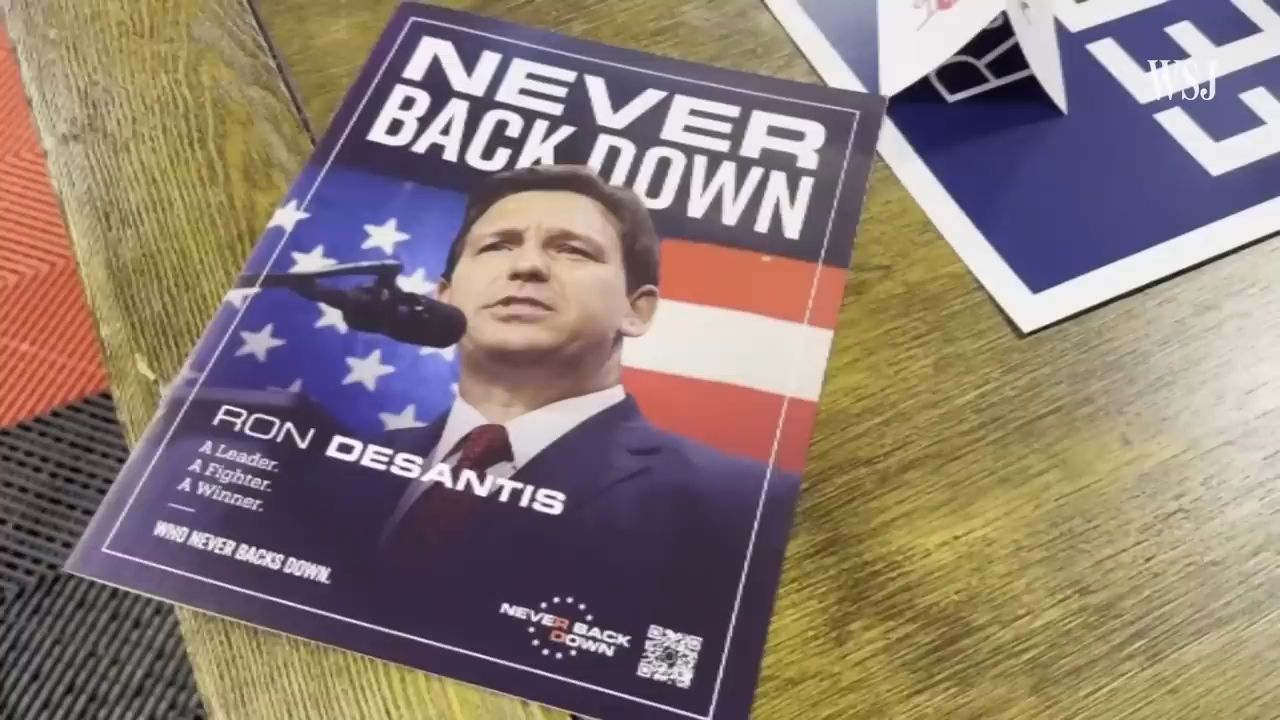 NEVER
BACK DOWN
RON DESANTIS
A Leader.
A Fighter.
A Winner.
WHO NEVER BACKS DOWN.
NEVER BACK
DOWN
WSJ